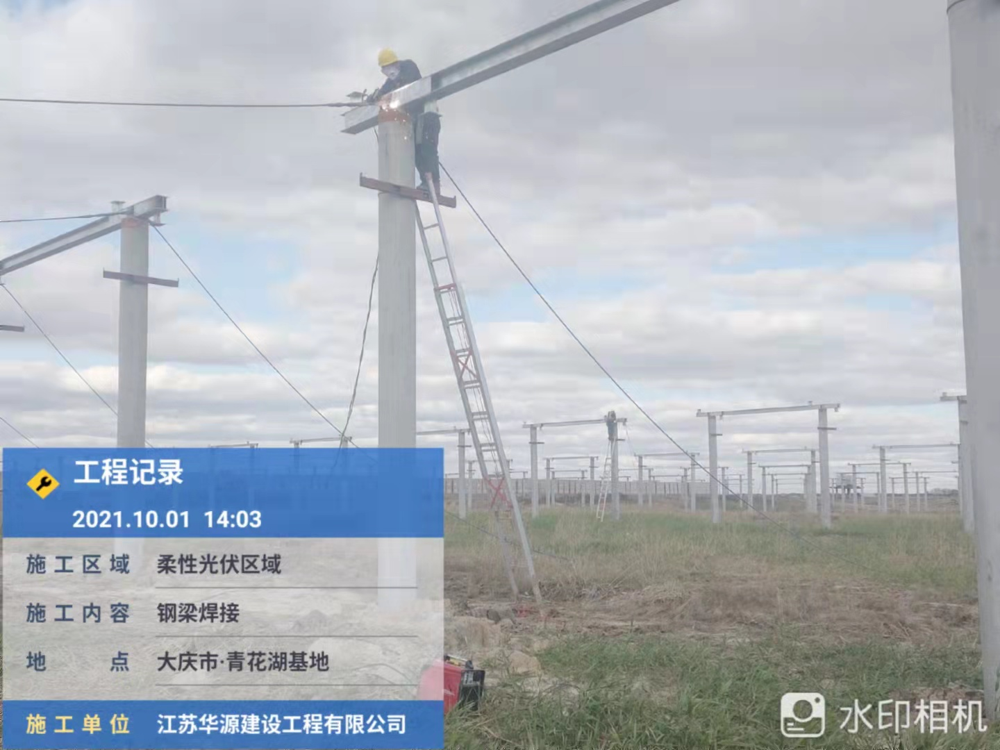 工程记录
2021.10.01 14:03
施工区域 柔性光伏区域
施工内容 钢梁焊接
地点 大庆市·青花湖基地
施工单位 江苏华源建设工程有限公司
水印相机